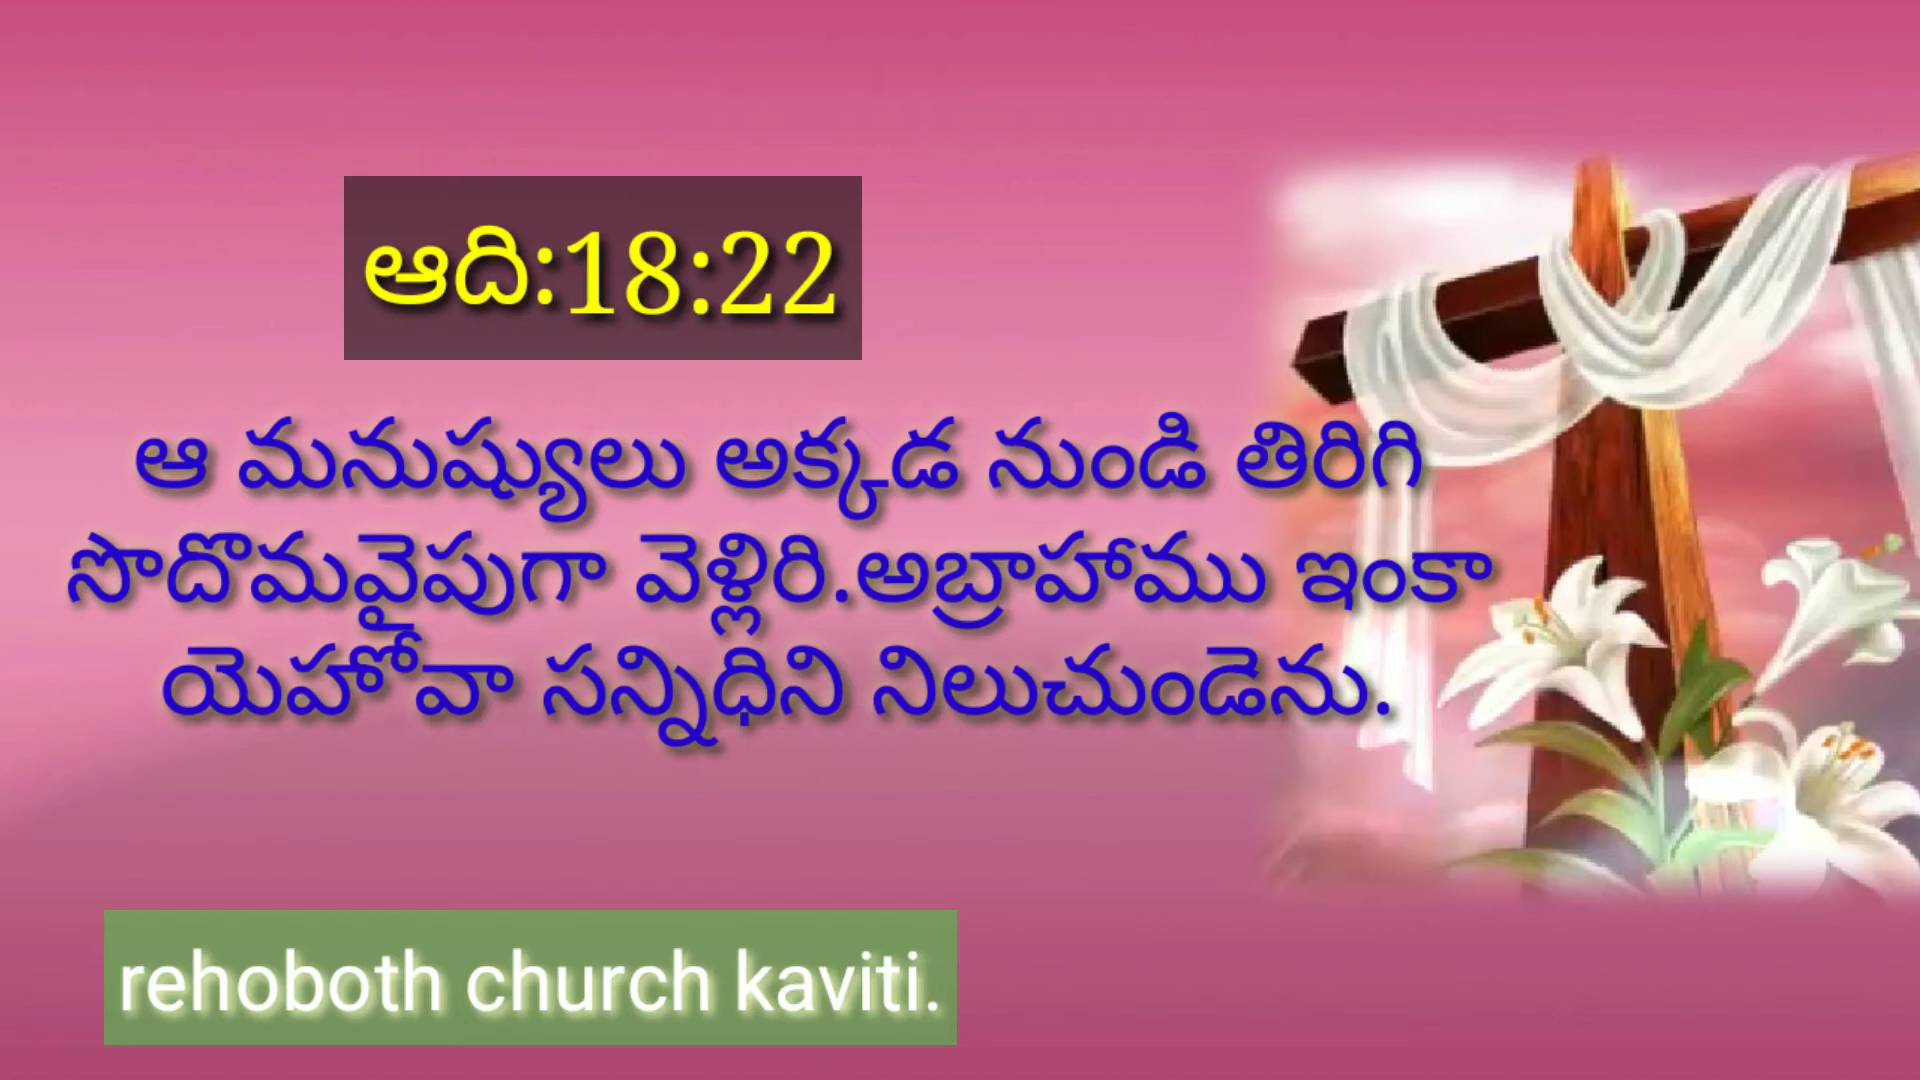 ఆది:18:22
ఆ మనుష్యులు అక్కడ నుండి తిరిగి
సొదొమవైపుగా వెళ్లిరి.అబ్రాహాము ఇంకా
యెహోవా సన్నిధిని నిలుచుండెను.
rehoboth church kaviti.